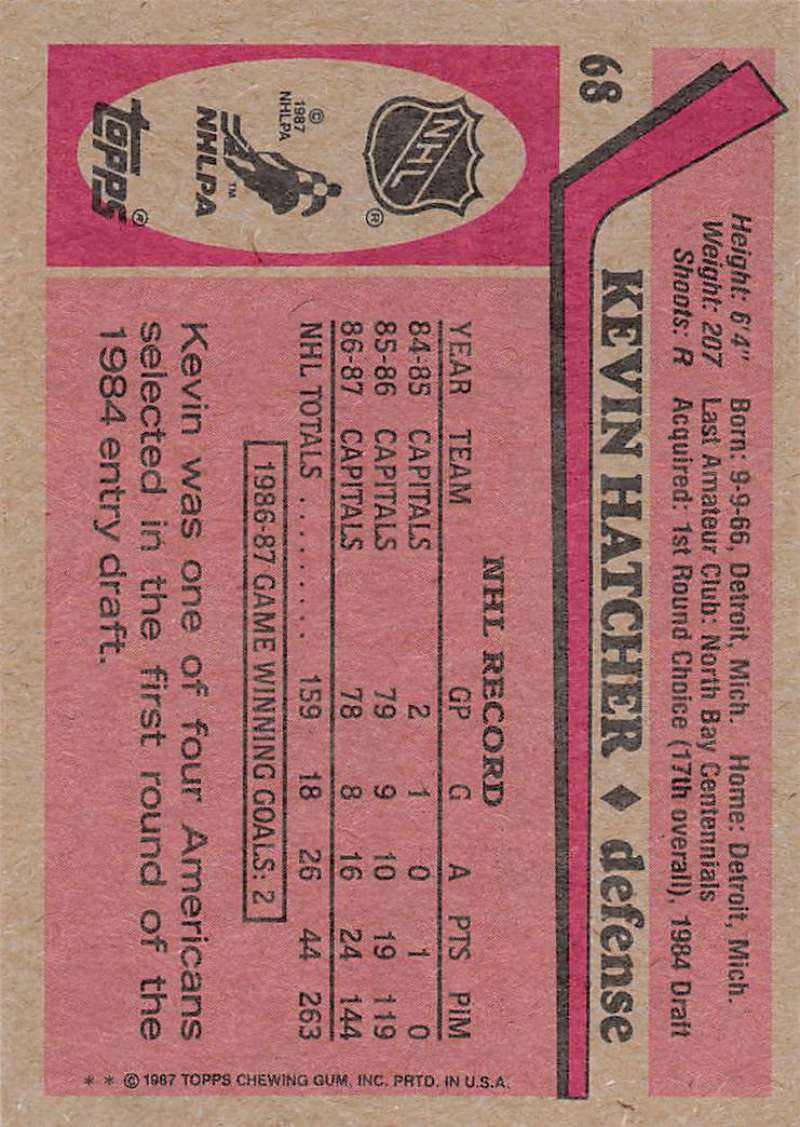 68
KEVIN HATCHER ♦ defense
Height: 6'4" Born: 9-9-66, Detroit, Mich. Home: Detroit, Mich.
Weight: 207 Last Amateur Club: North Bay Centennials
Shoots: R Acquired: 1st Round Choice (17th overall), 1984 Draft
NHL
®
© 1987 NHLPA
NHLPA
TM
TOPPS®
NHL RECORD
YEAR TEAM GP G A PTS PIM
84-85 CAPITALS 2 1 0 1 0
85-86 CAPITALS 79 9 10 19 119
86-87 CAPITALS 78 8 16 24 144
NHL TOTALS .......... 159 18 26 44 263
1986-87 GAME WINNING GOALS: 2
Kevin was one of four Americans
selected in the first round of the
1984 entry draft.
* * © 1987 TOPPS CHEWING GUM, INC. PRTD. IN U.S.A.